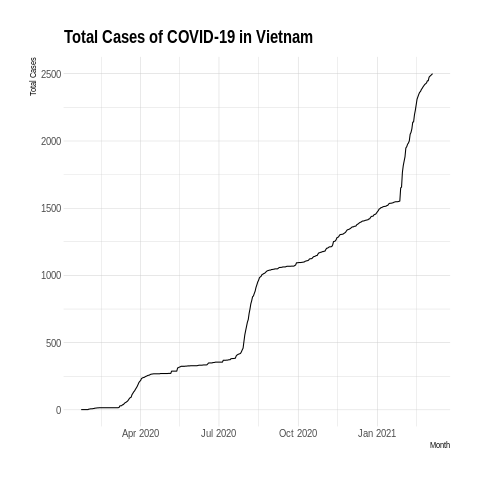 Total Cases of COVID-19 in Vietnam
Total Cases
2500
2000
1500
1000
500
0
Apr 2020
Jul 2020
Oct 2020
Jan 2021
Month